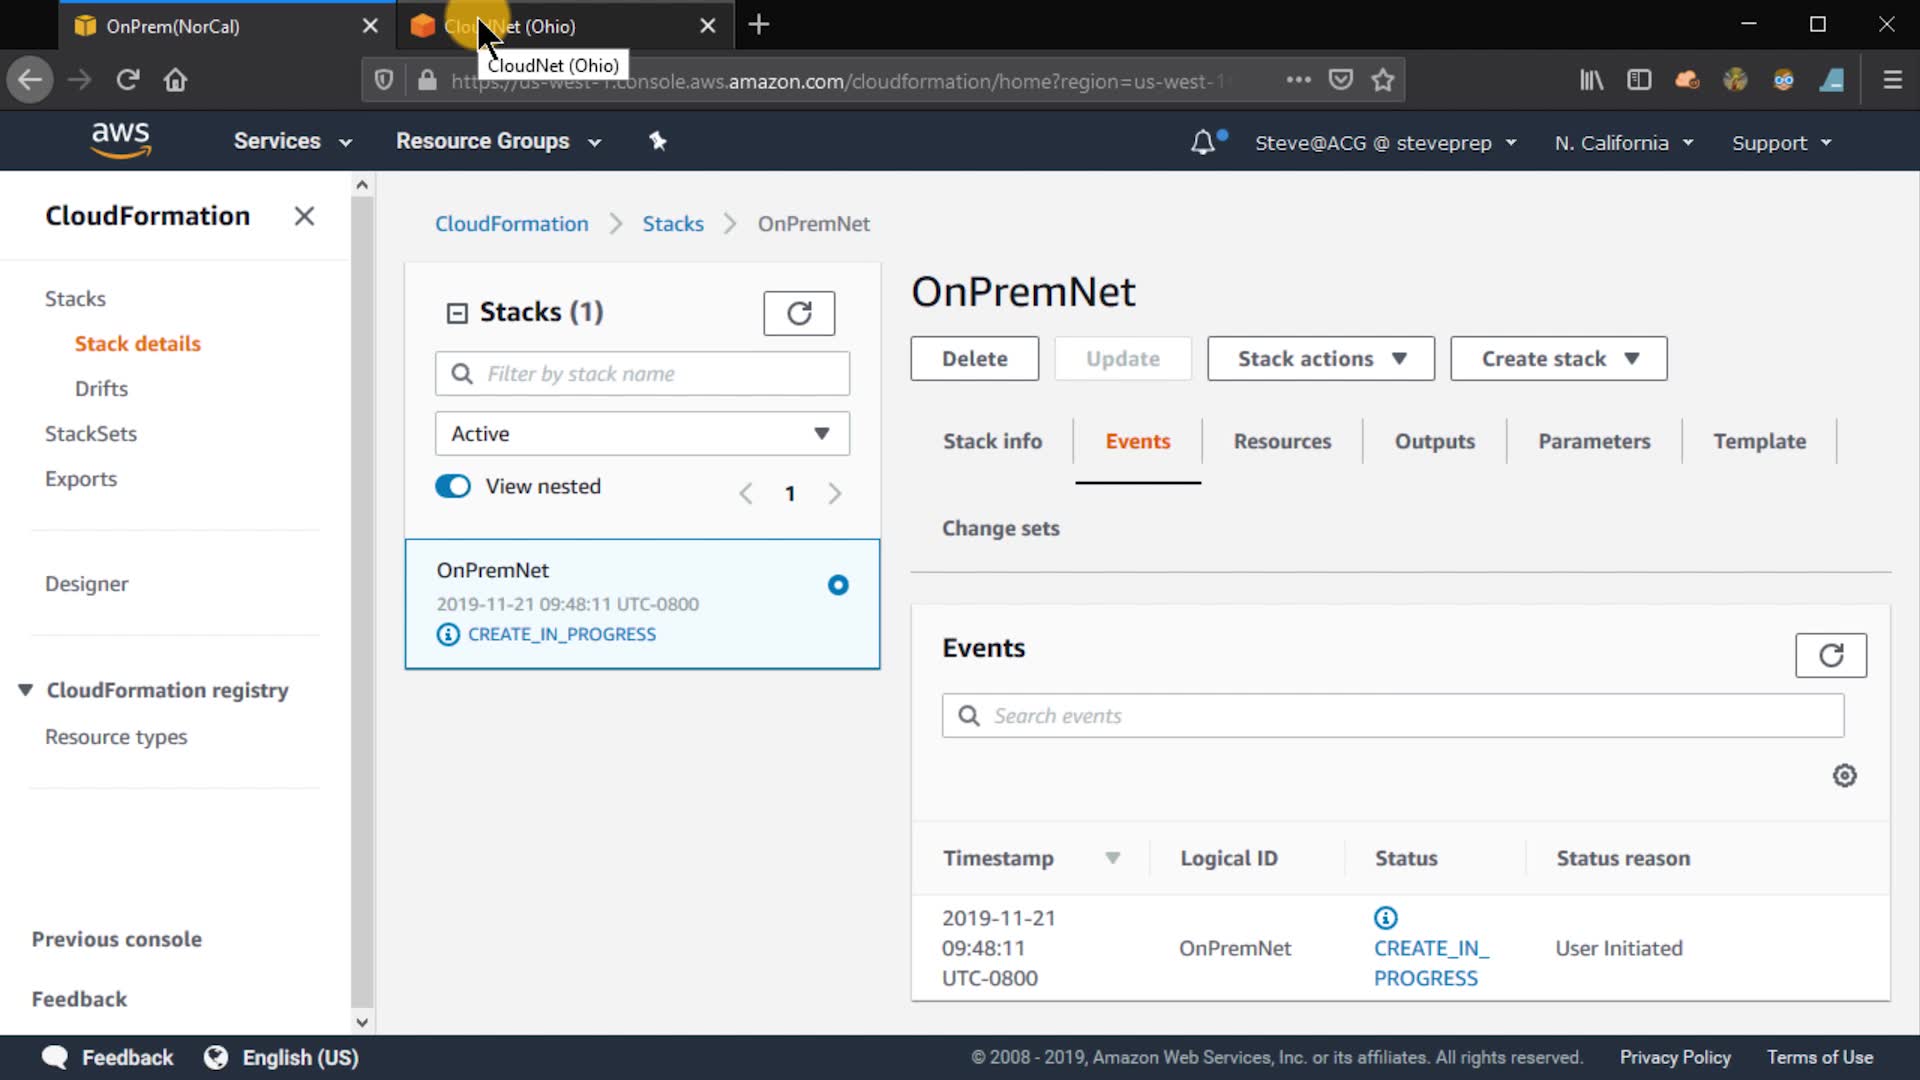 OnPrem(NorCal)
CloudNet (Ohio)
CloudNet (Ohio)
https://us-west-1.console.aws.amazon.com/cloudformation/home?region=us-west-1
aws
Services
Resource Groups
Steve@ACG @ steveprep
N. California
Support
CloudFormation
Stacks
Stack details
Drifts
StackSets
Exports
Designer
CloudFormation registry
Resource types
Previous console
Feedback
CloudFormation
Stacks
OnPremNet
Stacks (1)
Filter by stack name
Active
View nested
1
OnPremNet
2019-11-21 09:48:11 UTC-0800
CREATE_IN_PROGRESS
OnPremNet
Delete
Update
Stack actions
Create stack
Stack info
Events
Resources
Outputs
Parameters
Template
Change sets
Events
Search events
Timestamp
Logical ID
Status
Status reason
2019-11-21
09:48:11
UTC-0800
OnPremNet
CREATE_IN_
PROGRESS
User Initiated
Feedback
English (US)
© 2008 - 2019, Amazon Web Services, Inc. or its affiliates. All rights reserved.
Privacy Policy
Terms of Use